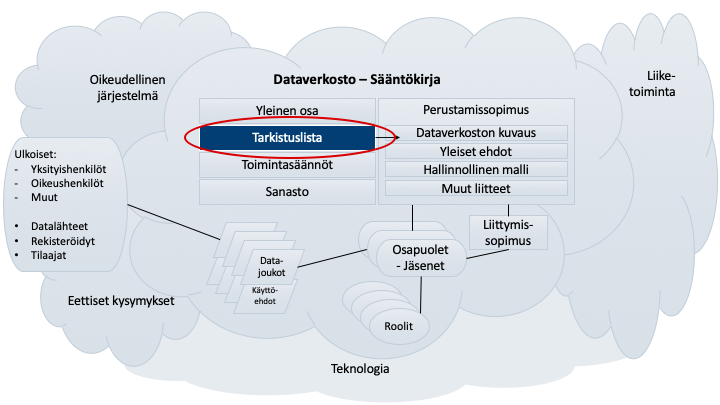 Oikeudellinen
järjestelmä
Dataverkosto – Sääntökirja
Liike-
toiminta
Yleinen osa
Tarkistuslista
Toimintasäännöt
Sanasto
Perustamissopimus
Dataverkoston kuvaus
Yleiset ehdot
Hallinnollinen malli
Muut liitteet
Ulkoiset:
- Yksityishenkilöt
- Oikeushenkilöt
- Muut
• Datalähteet
• Rekisteröidyt
• Tilaajat
Liittymis-
sopimus
Osapuolet
- Jäsenet
Data-
joukot
Käyttö-
ehdot
Roolit
Eettiset kysymykset
Teknologia